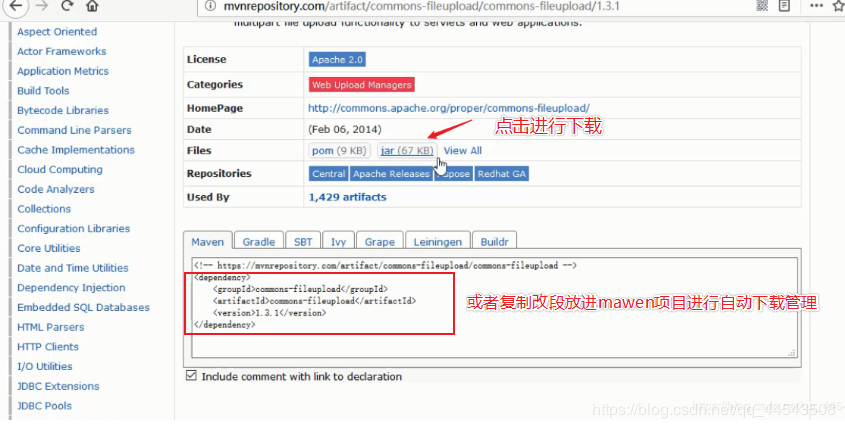 mvnrepository.com/artifact/commons-fileupload/commons-fileupload/1.3.1
multipart file upload functionality to servlets and web applications.
Aspect Oriented
Actor Frameworks
Application Metrics
Build Tools
Bytecode Libraries
Command Line Parsers
Cache Implementations
Cloud Computing
Code Analyzers
Collections
Configuration Libraries
Core Utilities
Date and Time Utilities
Dependency Injection
Embedded SQL Databases
HTML Parsers
HTTP Clients
I/O Utilities
JDBC Extensions
JDBC Pools
License Apache 2.0
Categories Web Upload Managers
HomePage http://commons.apache.org/proper/commons-fileupload/
Date (Feb 06, 2014)
点击进行下载
Files pom (9 KB) jar (67 KB) View All
Repositories Central Apache Releases Redhat GA
Used By 1,429 artifacts
Maven Gradle SBT Ivy Grape Leiningen Buildr
<!-- https://mvnrepository.com/artifact/commons-fileupload/commons-fileupload -->
<dependency>
<groupId>commons-fileupload</groupId>
<artifactId>commons-fileupload</artifactId>
<version>1.3.1</version>
</dependency>
或者复制改段放进mawen项目进行自动下载管理
Include comment with link to declaration
https://blog.csdn.net/qq_44543508